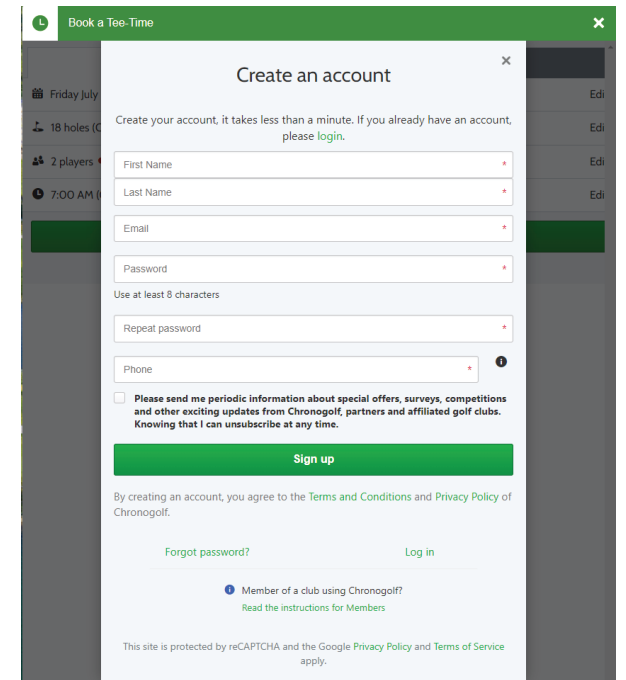 Book a Tee-Time
Create an account
Friday July
Edi
Create your account, it takes less than a minute. If you already have an account,
please login.
18 holes (C
Edi
2 players
Edi
7:00 AM (
Edi
First Name *
Last Name *
Email *
Password *
Use at least 8 characters
Repeat password *
Phone *
Please send me periodic information about special offers, surveys, competitions
and other exciting updates from Chronogolf, partners and affiliated golf clubs.
Knowing that I can unsubscribe at any time.
Sign up
By creating an account, you agree to the Terms and Conditions and Privacy Policy of
Chronogolf.
Forgot password? Log in
Member of a club using Chronogolf?
Read the instructions for Members
This site is protected by reCAPTCHA and the Google Privacy Policy and Terms of Service
apply.